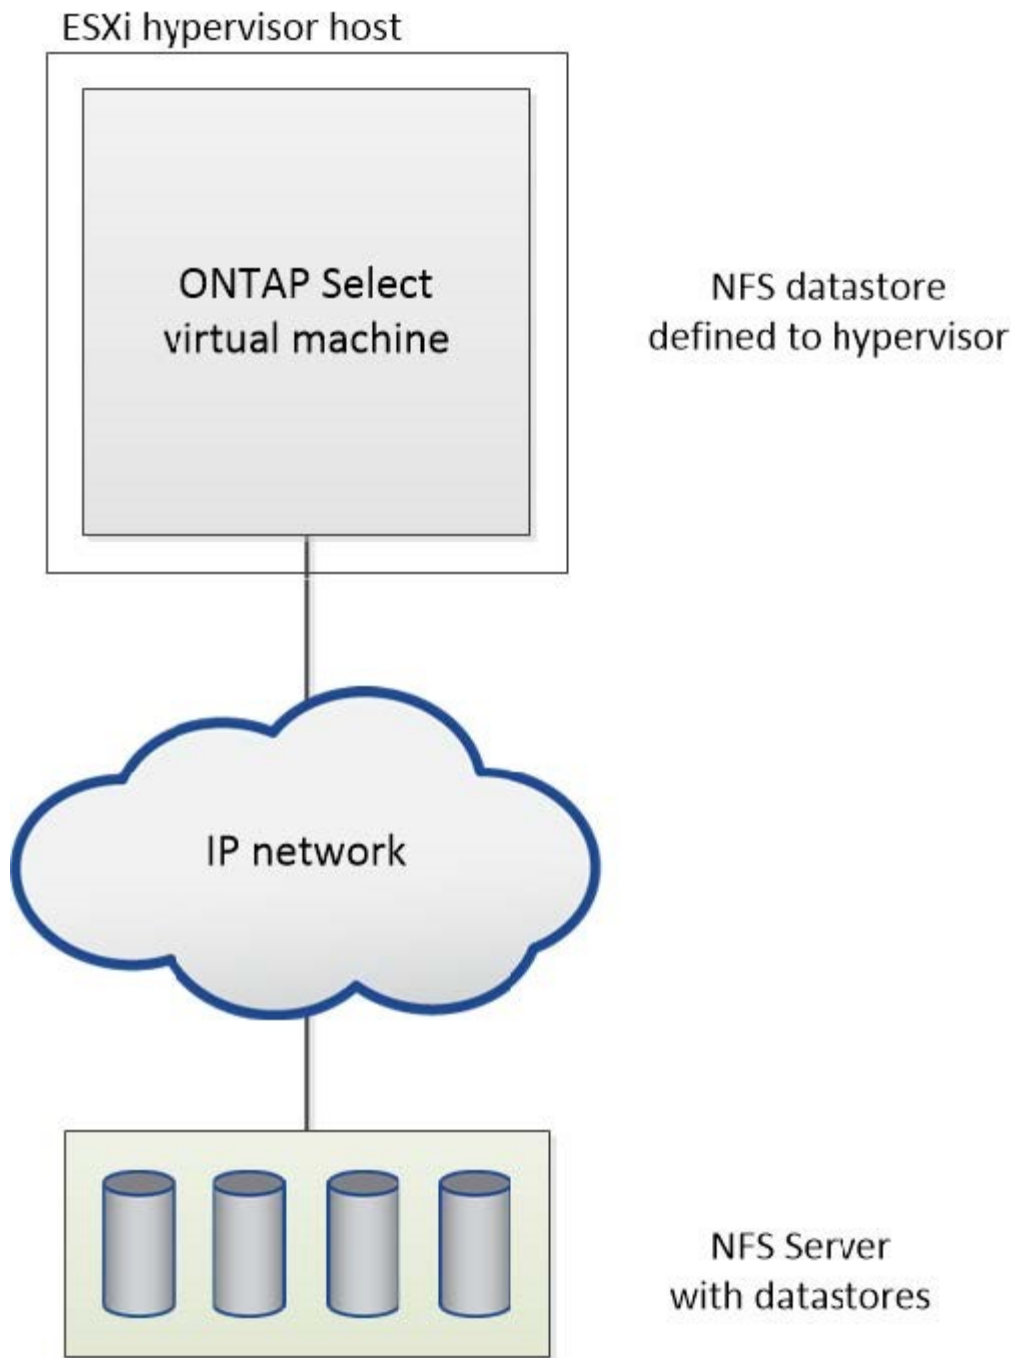 ESXi hypervisor host
ONTAP Select
virtual machine
NFS datastore
defined to hypervisor
IP network
NFS Server
with datastores